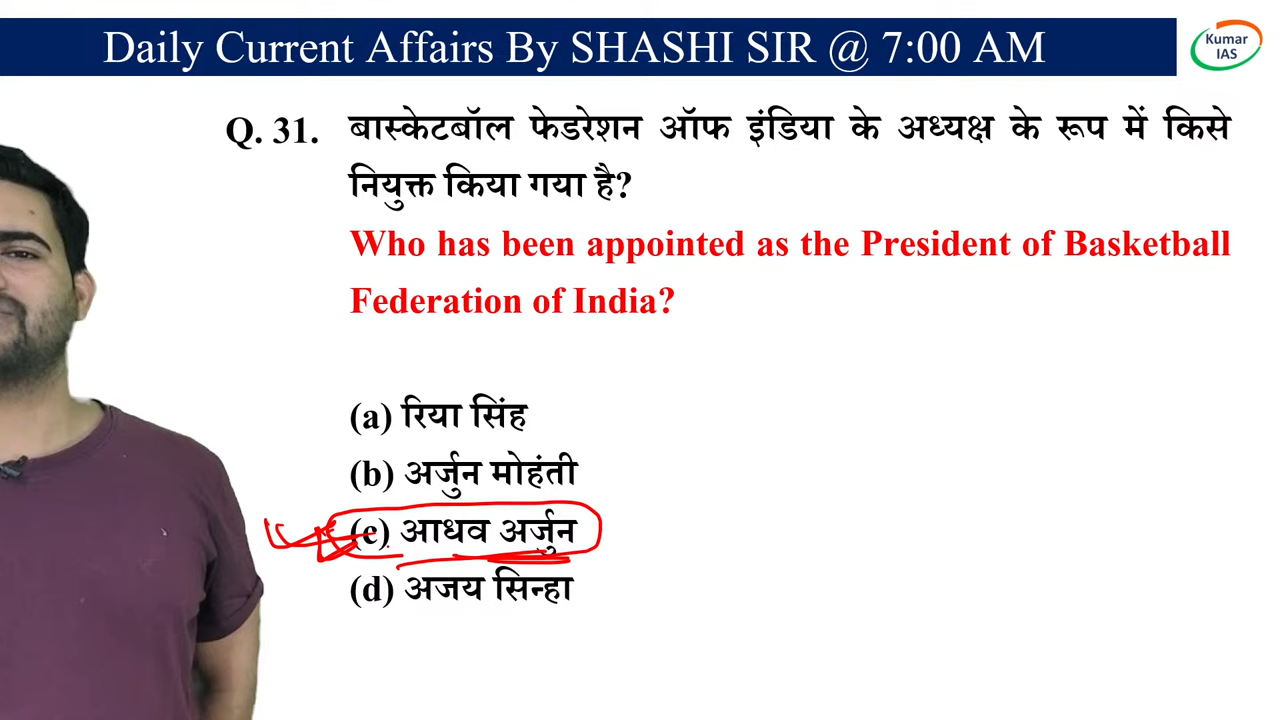 Daily Current Affairs By SHASHI SIR @ 7:00 AM
Kumar
IAS
Q. 31. बास्केटबॉल फेडरेशन ऑफ इंडिया के अध्यक्ष के रूप में किसे
नियुक्त किया गया है?
Who has been appointed as the President of Basketball
Federation of India?
(a) रिया सिंह
(b) अर्जुन मोहंती
(c) आधव अर्जुन
(d) अजय सिन्हा